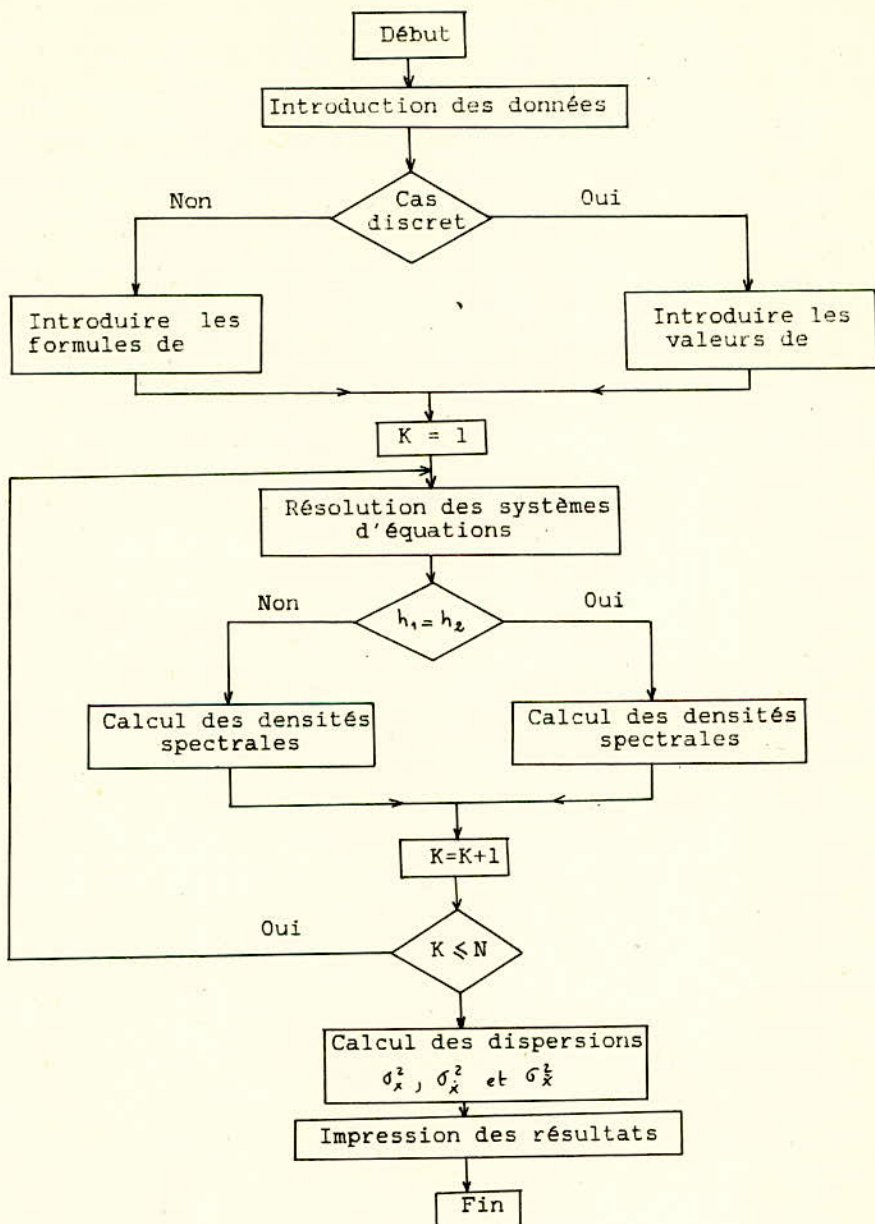 Début
Introduction des données
Cas
discret
Non
Oui
Introduire les
formules de
Introduire les
valeurs de
K = 1
Résolution des systèmes
d'équations
h₁ = h₂
Non
Oui
Calcul des densités
spectrales
Calcul des densités
spectrales
K=K+1
K ⩽ N
Oui
Calcul des dispersions
σ²ₓ, σ²ẋ et σ²ẍ
Impression des résultats
Fin